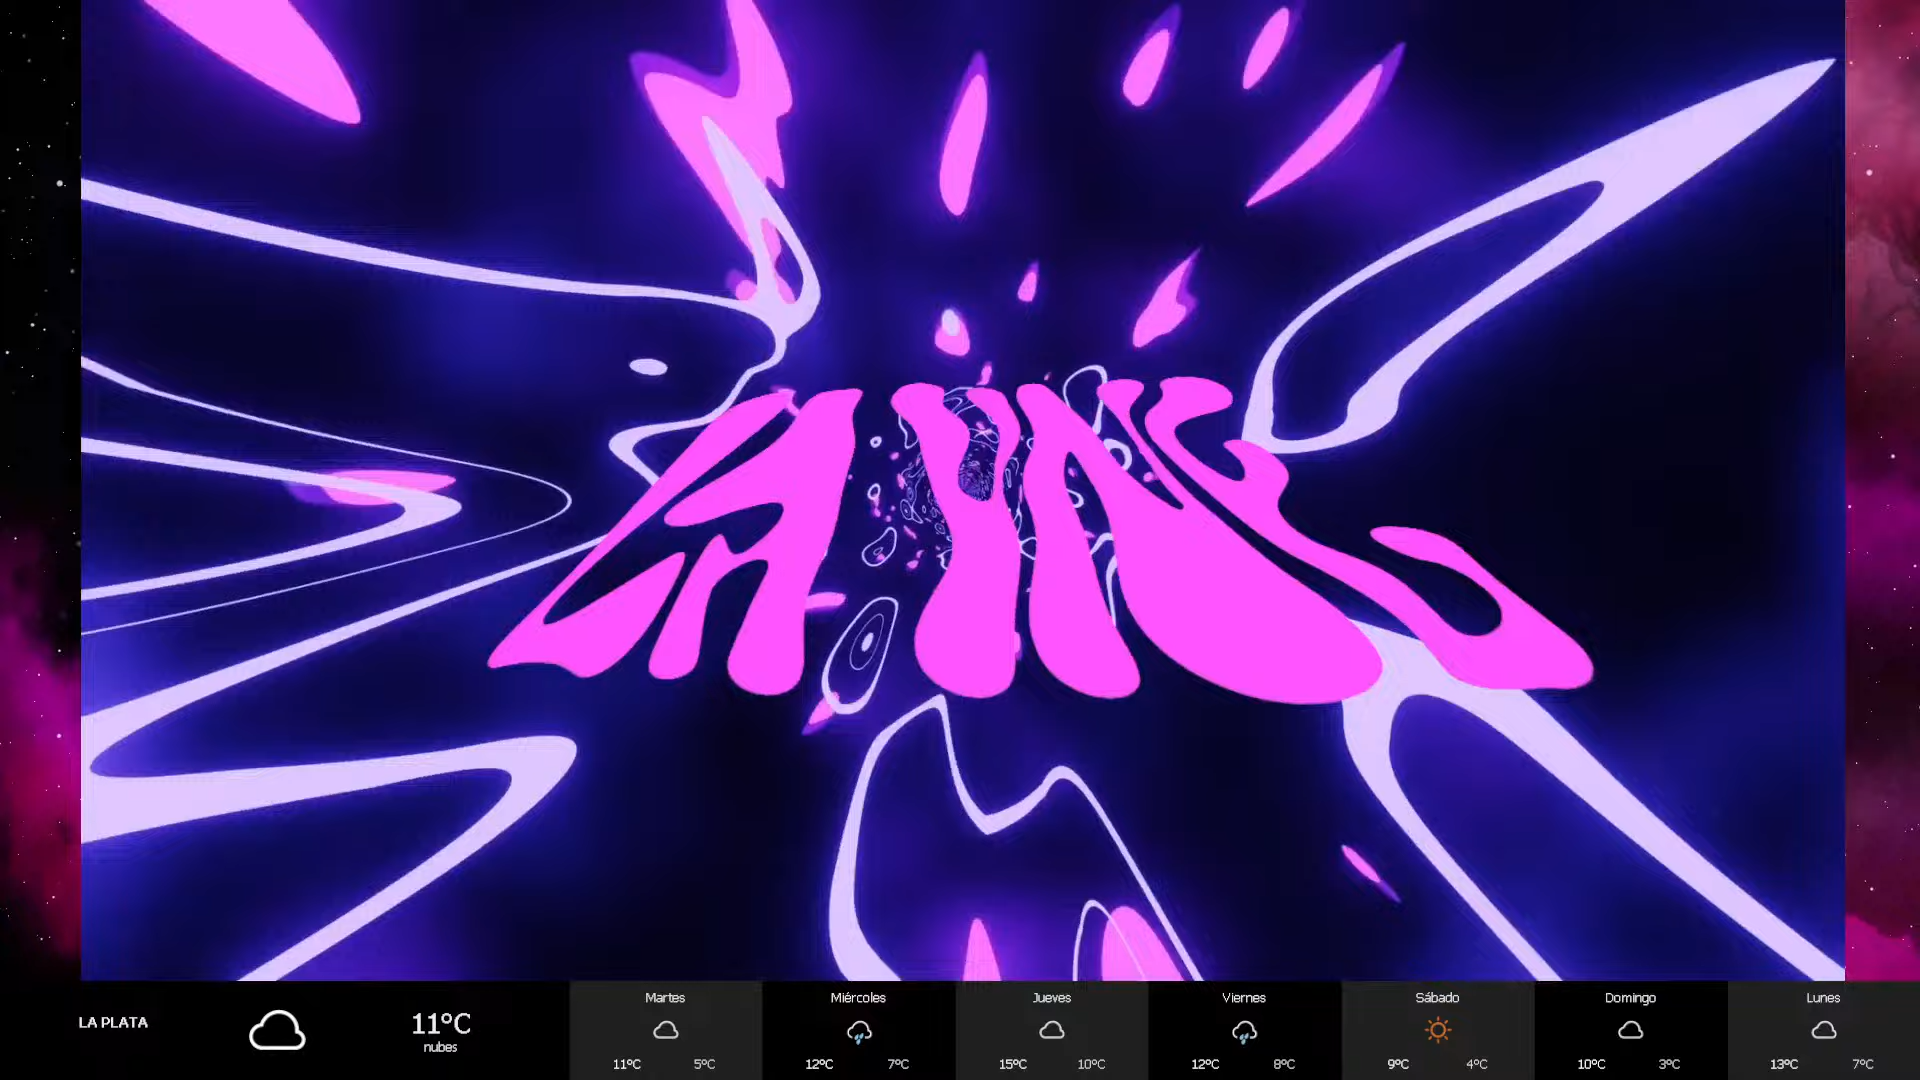 LA PLATA
11°C
nubes
Martes
11°C 5°C
Miércoles
12°C 7°C
Jueves
15°C 10°C
Viernes
12°C 8°C
Sábado
9°C 4°C
Domingo
10°C 3°C
Lunes
13°C 7°C